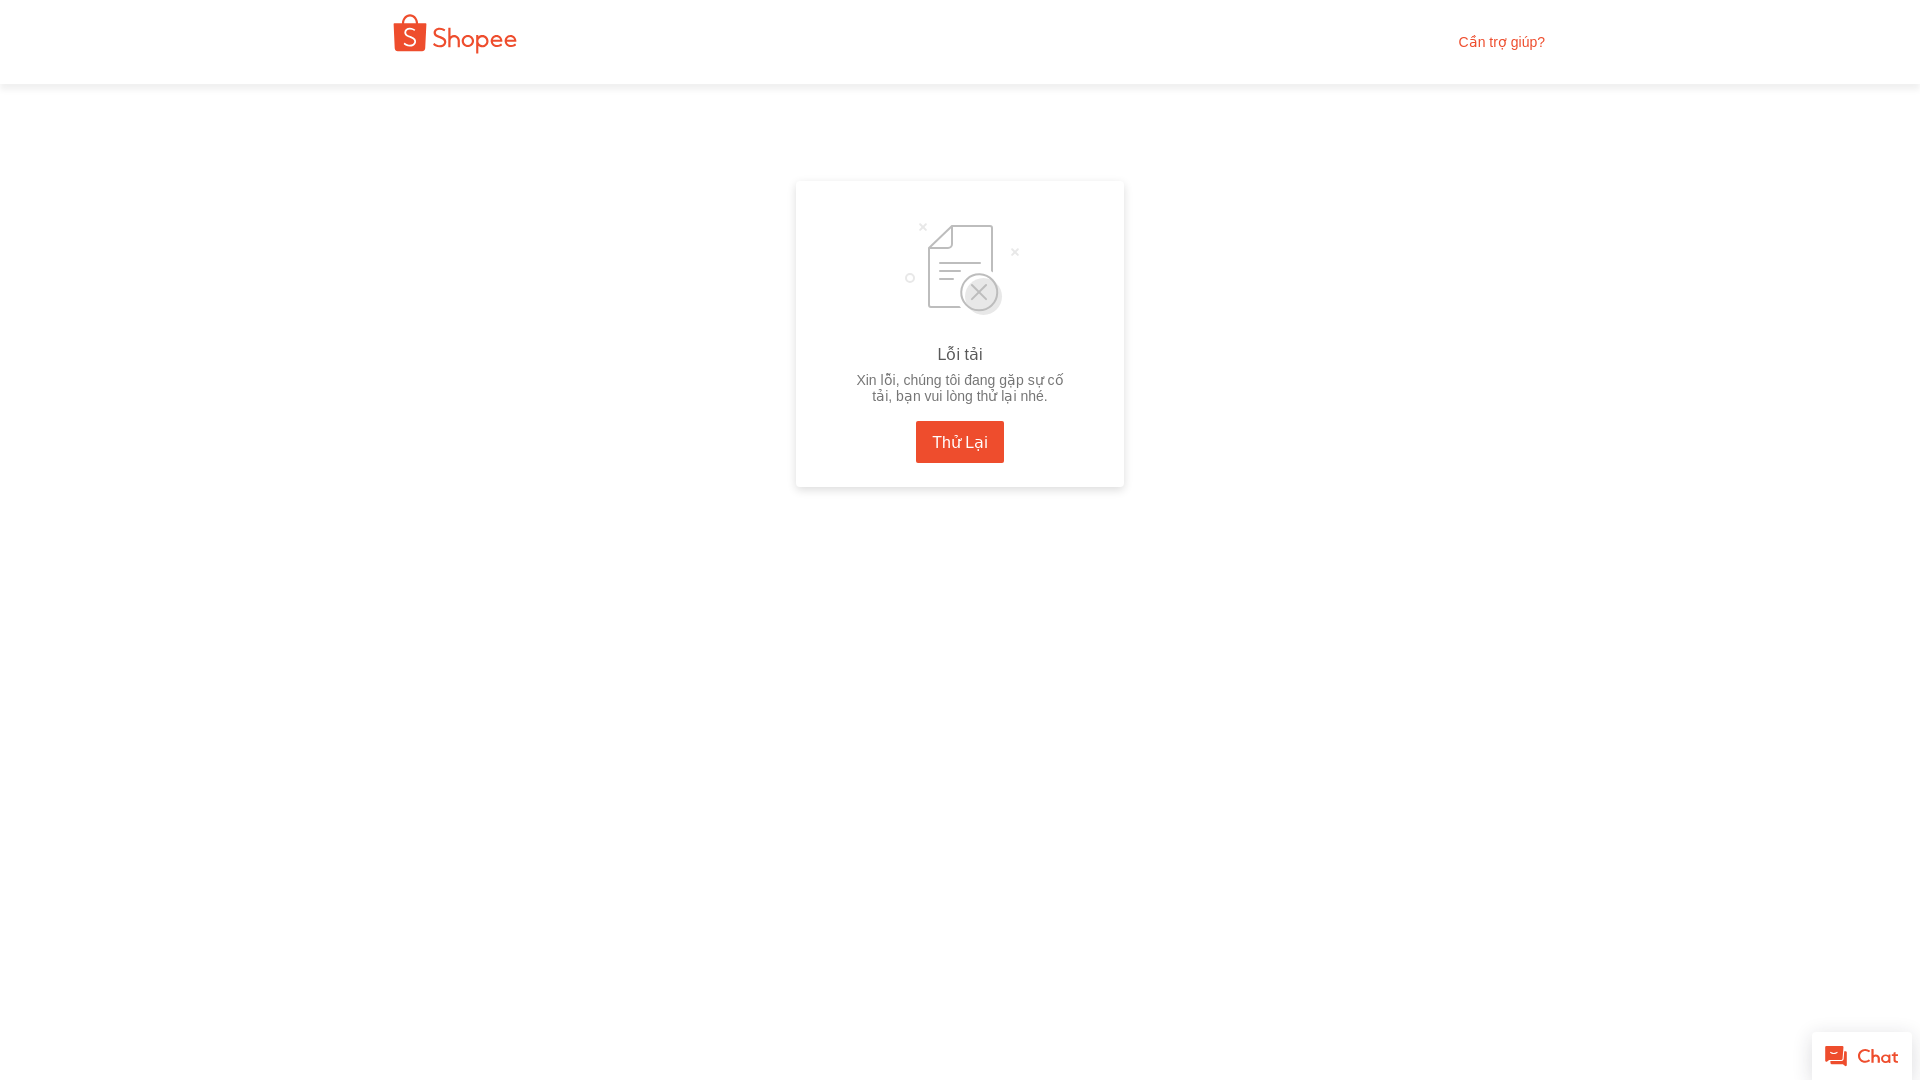 Shopee
Cần trợ giúp?
Lỗi tải
Xin lỗi, chúng tôi đang gặp sự cố
tải, bạn vui lòng thử lại nhé.
Thử Lại
Chat